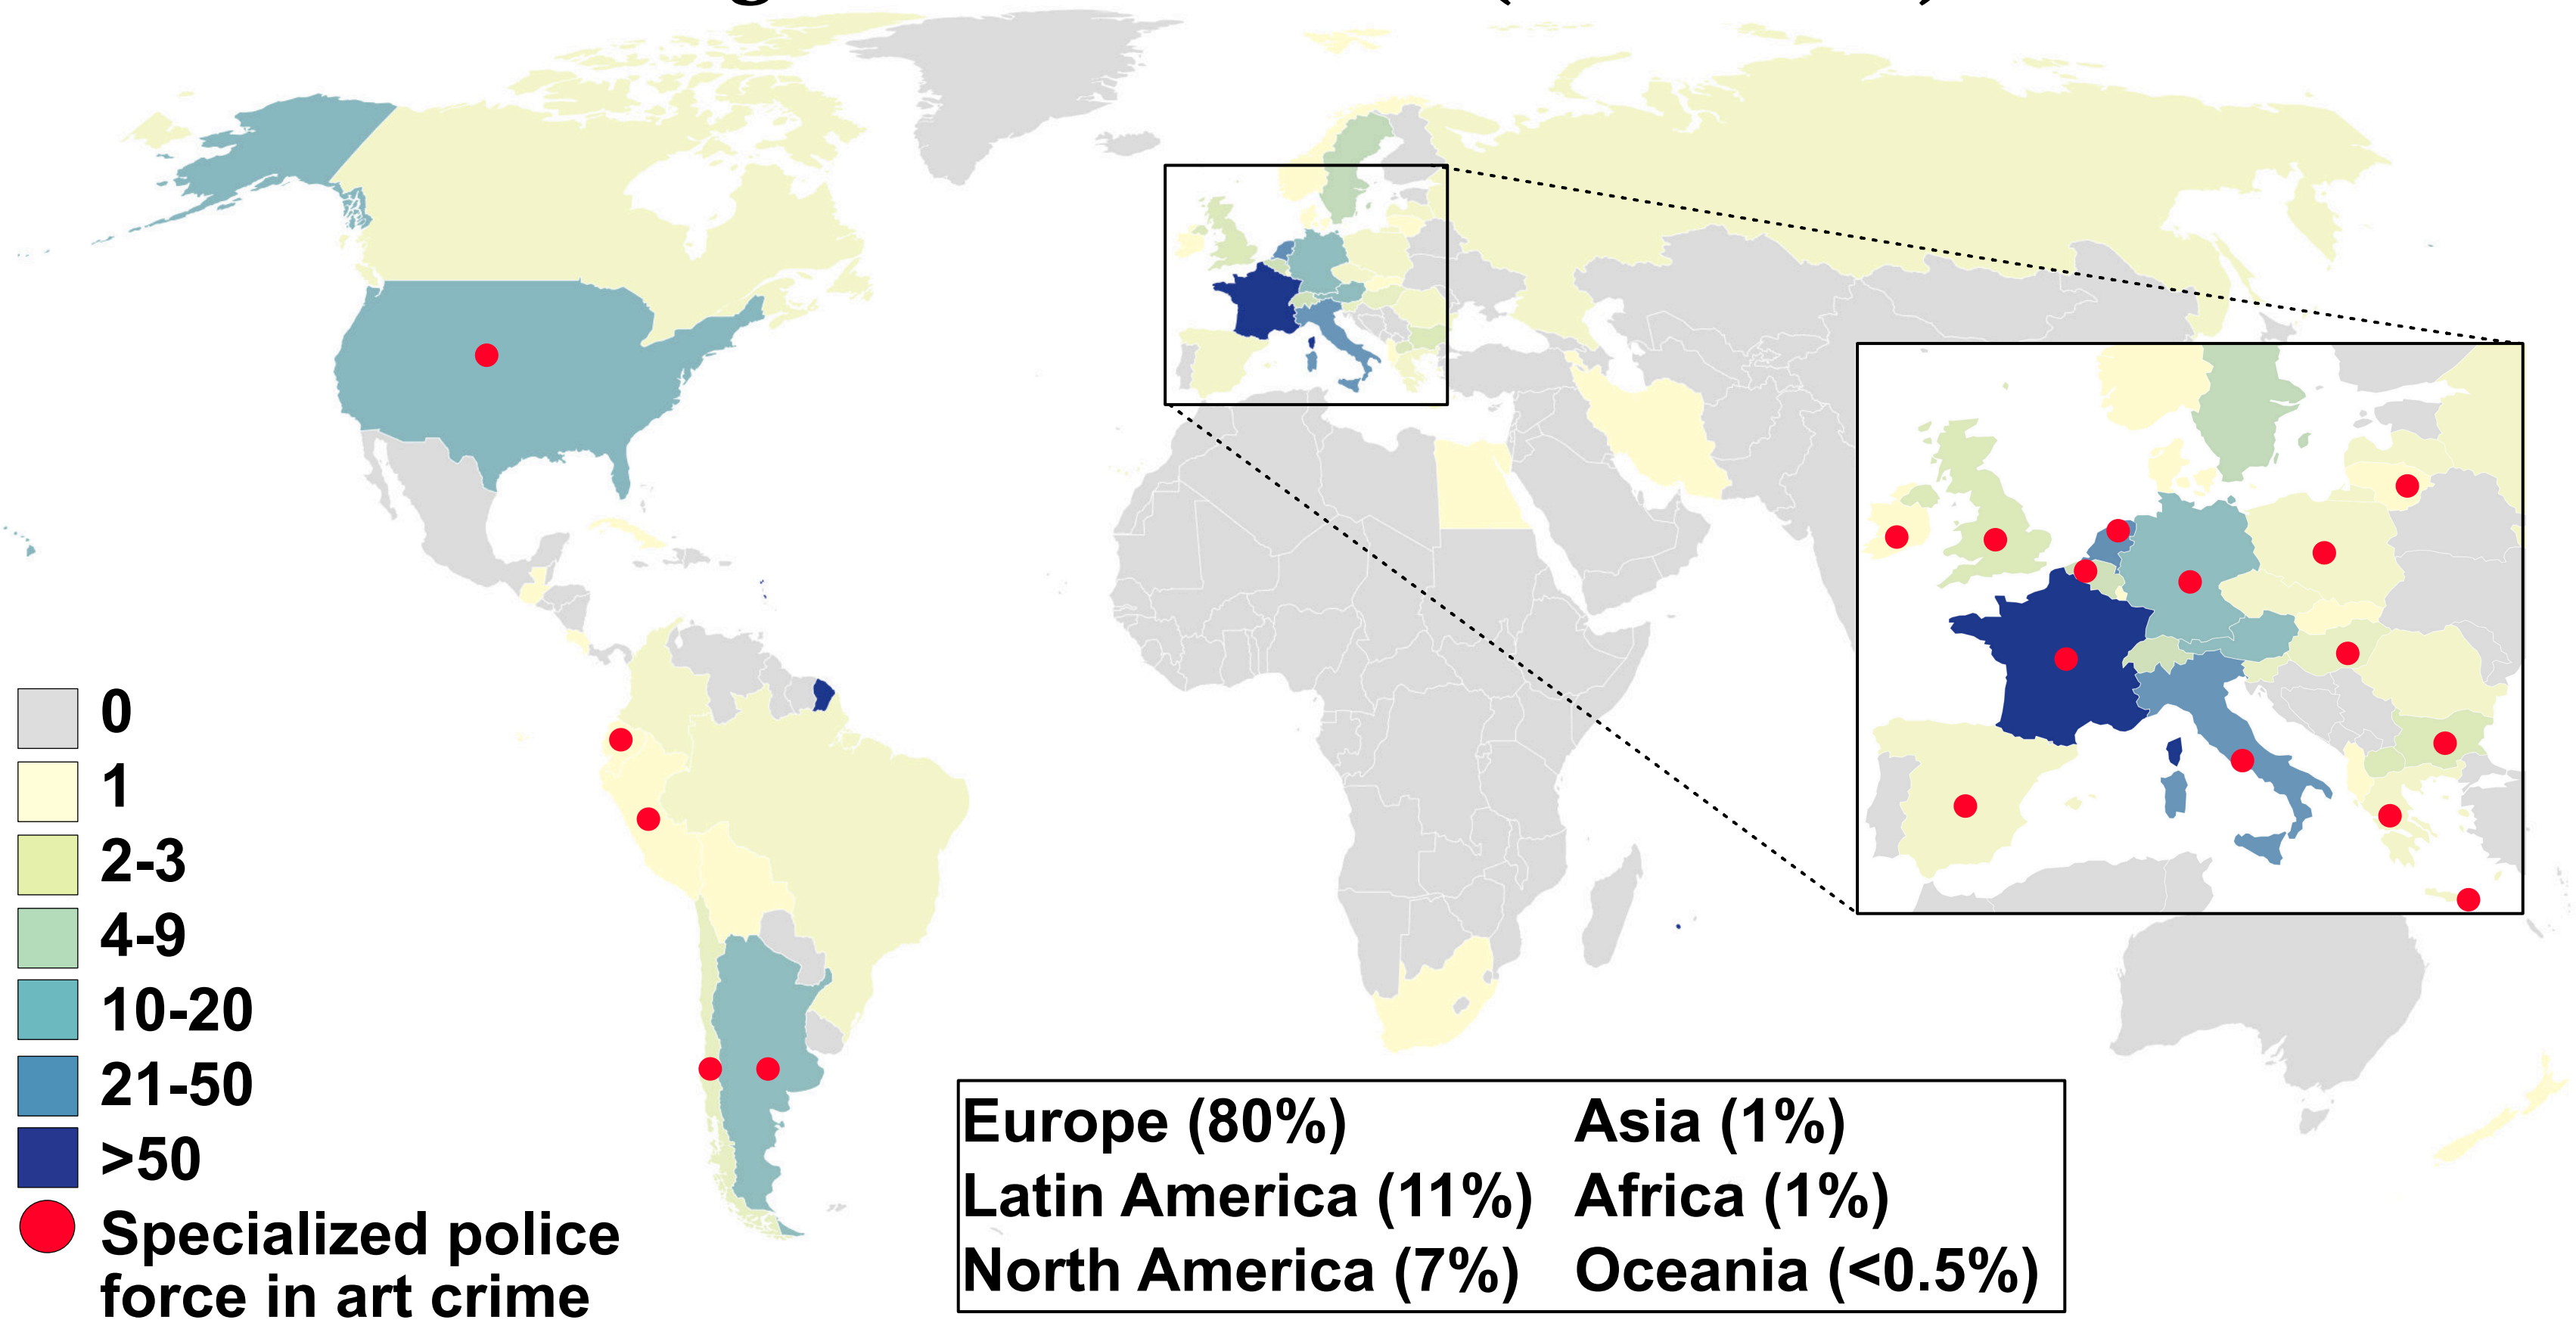 0
1
2-3
4-9
10-20
21-50
>50
Specialized police
force in art crime
Europe (80%) Asia (1%)
Latin America (11%) Africa (1%)
North America (7%) Oceania (<0.5%)